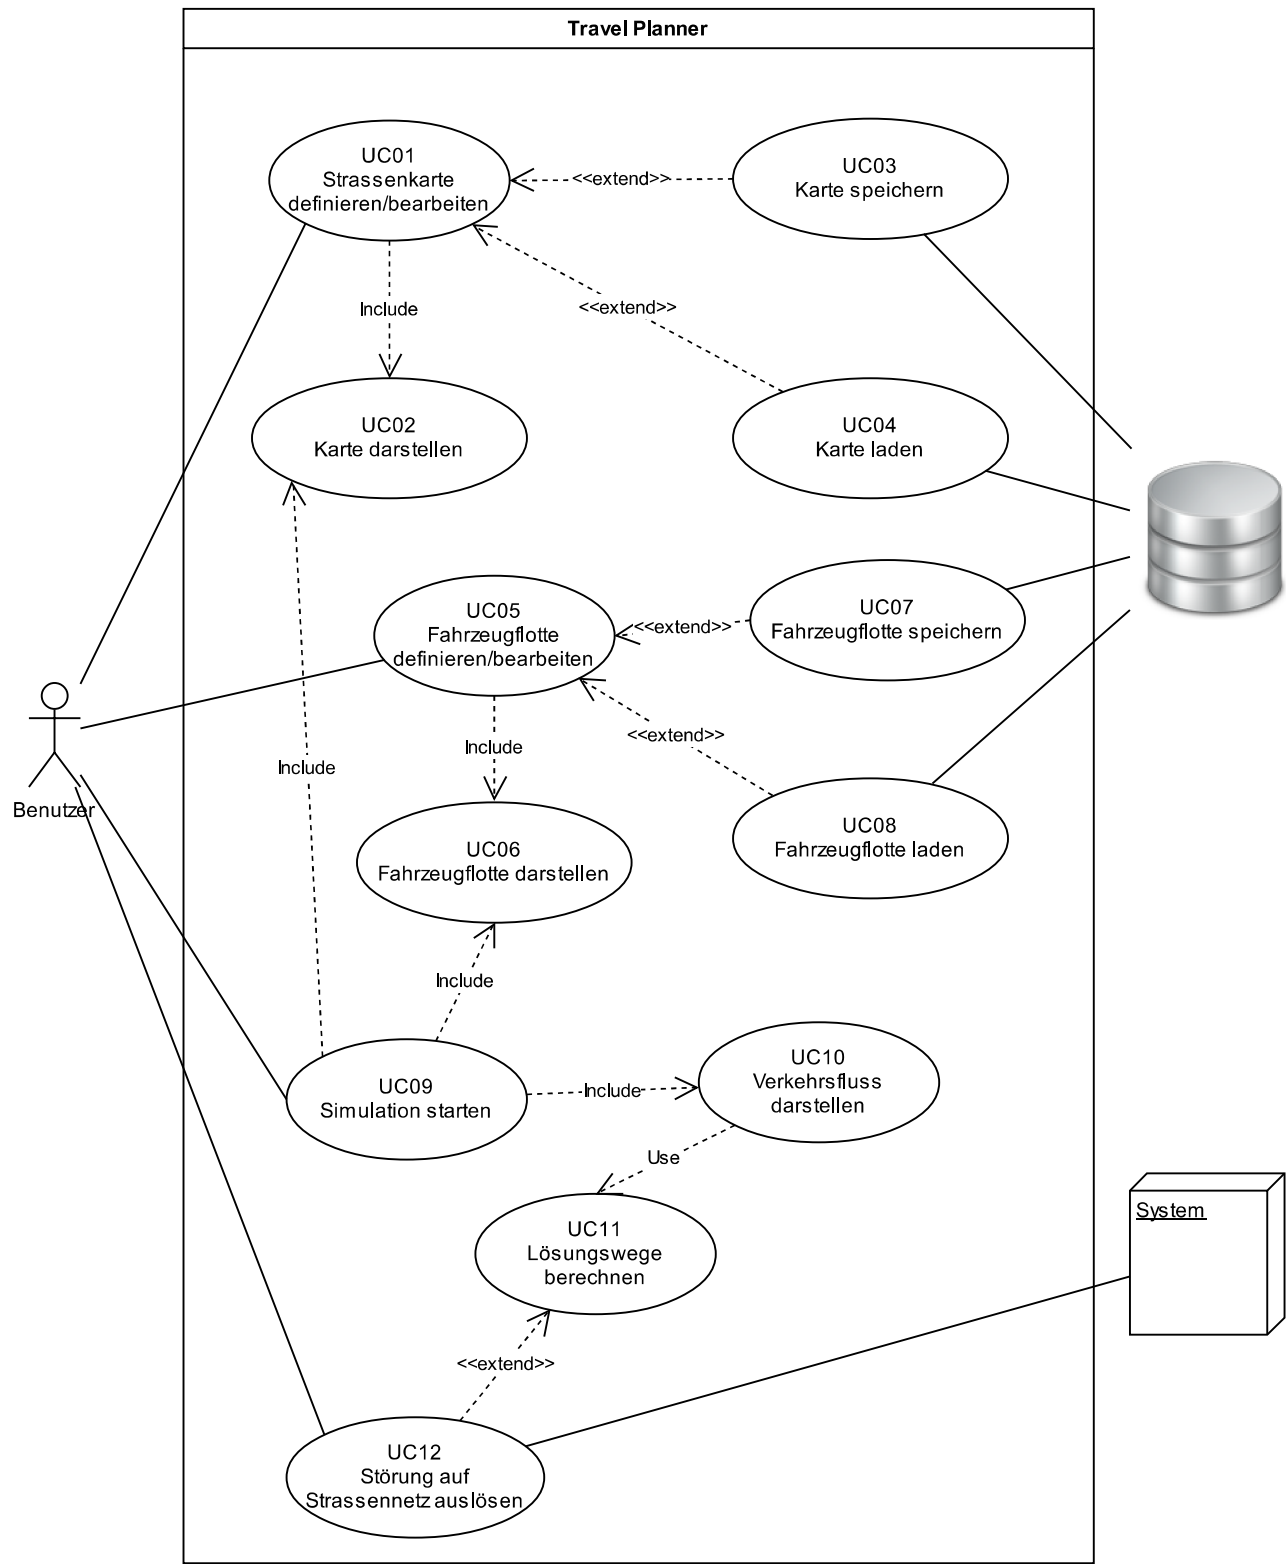 Travel Planner
UC01
Strassenkarte
definieren/bearbeiten
<<extend>>
UC03
Karte speichern
Include
<<extend>>
UC02
Karte darstellen
UC04
Karte laden
UC05
Fahrzeugflotte
definieren/bearbeiten
<<extend>>
UC07
Fahrzeugflotte speichern
Include
<<extend>>
Include
Benutzer
UC06
Fahrzeugflotte darstellen
UC08
Fahrzeugflotte laden
Include
UC09
Simulation starten
Include
UC10
Verkehrsfluss
darstellen
Use
UC11
Lösungswege
berechnen
System
<<extend>>
UC12
Störung auf
Strassennetz auslösen